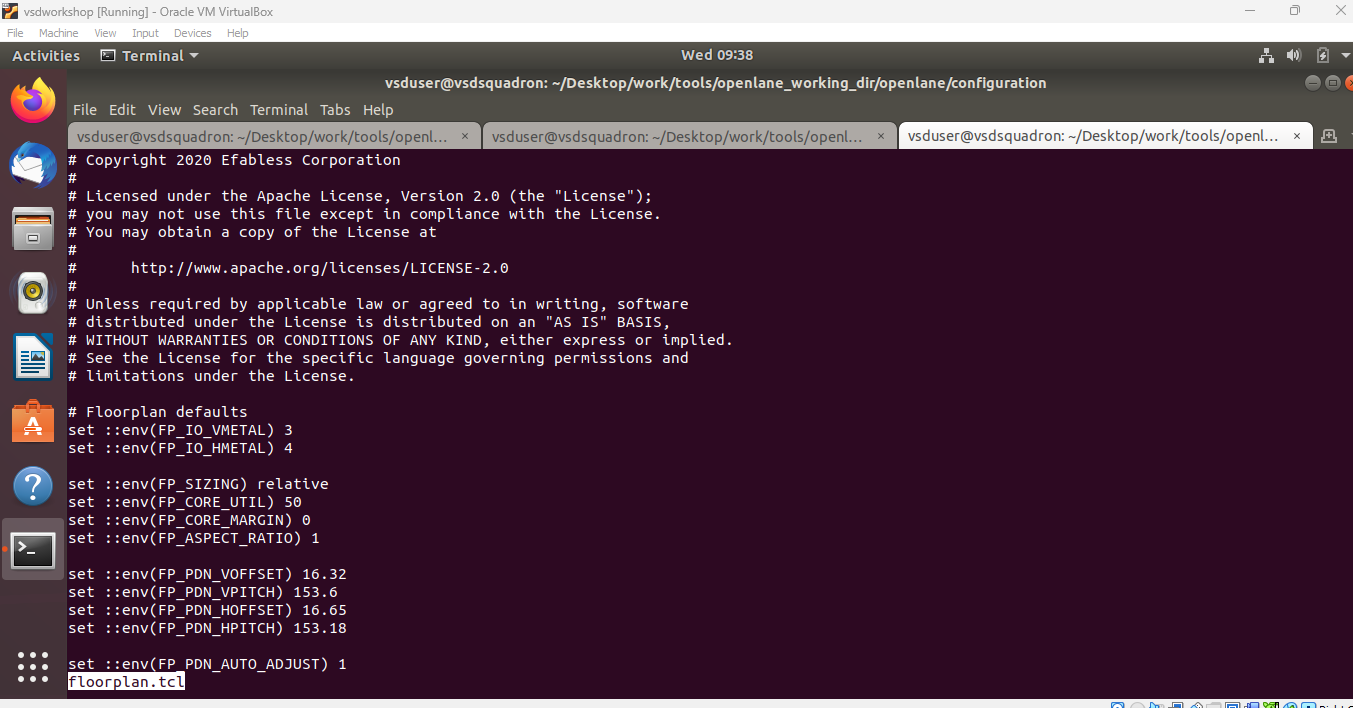 vsdworkshop [Running] - Oracle VM VirtualBox
File Machine View Input Devices Help
Activities Terminal Wed 09:38
vsduser@vsdsquadron: ~/Desktop/work/tools/openlane_working_dir/openlane/configuration
File Edit View Search Terminal Tabs Help
vsduser@vsdsquadron: ~/Desktop/work/tools/openl... × vsduser@vsdsquadron: ~/Desktop/work/tools/openl... × vsduser@vsdsquadron: ~/Desktop/work/tools/openl... ×
# Copyright 2020 Efabless Corporation
#
# Licensed under the Apache License, Version 2.0 (the "License");
# you may not use this file except in compliance with the License.
# You may obtain a copy of the License at
#
#      http://www.apache.org/licenses/LICENSE-2.0
#
# Unless required by applicable law or agreed to in writing, software
# distributed under the License is distributed on an "AS IS" BASIS,
# WITHOUT WARRANTIES OR CONDITIONS OF ANY KIND, either express or implied.
# See the License for the specific language governing permissions and
# limitations under the License.
# Floorplan defaults
set ::env(FP_IO_VMETAL) 3
set ::env(FP_IO_HMETAL) 4
set ::env(FP_SIZING) relative
set ::env(FP_CORE_UTIL) 50
set ::env(FP_CORE_MARGIN) 0
set ::env(FP_ASPECT_RATIO) 1
set ::env(FP_PDN_VOFFSET) 16.32
set ::env(FP_PDN_VPITCH) 153.6
set ::env(FP_PDN_HOFFSET) 16.65
set ::env(FP_PDN_HPITCH) 153.18
set ::env(FP_PDN_AUTO_ADJUST) 1
floorplan.tcl